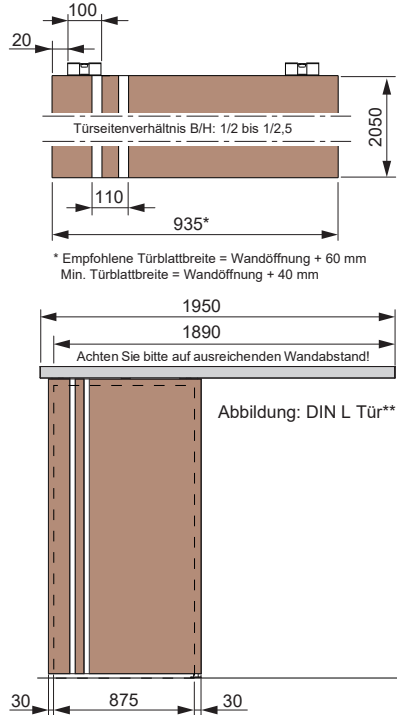 100
20
Türseitenverhältnis B/H: 1/2 bis 1/2,5
2050
110
935*
* Empfohlene Türblattbreite = Wandöffnung + 60 mm
Min. Türblattbreite = Wandöffnung + 40 mm
1950
1890
Achten Sie bitte auf ausreichenden Wandabstand!
Abbildung: DIN L Tür**
30 875 30